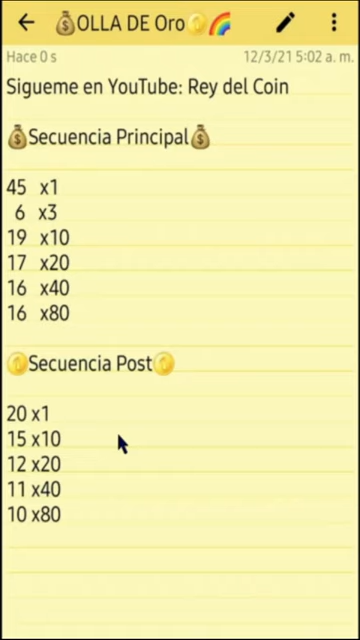 💰OLLA DE Oro🪙🌈
Hace 0 s 12/3/21 5:02 a. m.
Sigueme en YouTube: Rey del Coin
💰Secuencia Principal💰
45 x1
6 x3
19 x10
17 x20
16 x40
16 x80
🪙Secuencia Post🪙
20 x1
15 x10
12 x20
11 x40
10 x80